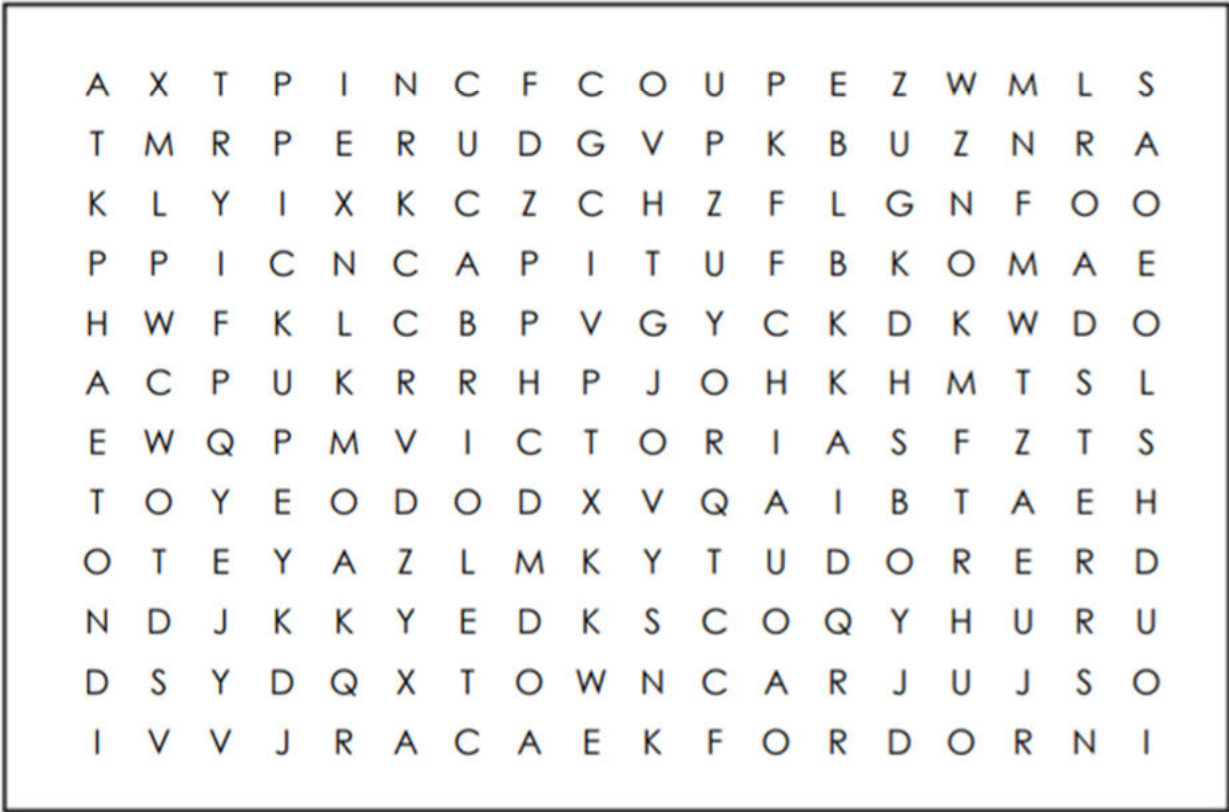 A X T P I N C F C O U P E Z W M L S
T M R P E R U D G V P K B U Z N R A
K L Y I X K C Z C H Z F L G N F O O
P P I C N C A P I T U F B K O M A E
H W F K L C B P V G Y C K D K W D O
A C P U K R R H P J O H K H M T S L
E W Q P M V I C T O R I A S F Z T S
T O Y E O D O D X V Q A I B T A E H
O T E Y A Z L M K Y T U D O R E R D
N D J K K Y E D K S C O Q Y H U R U
D S Y D Q X T O W N C A R J U J S O
I V V J R A C A E K F O R D O R N I